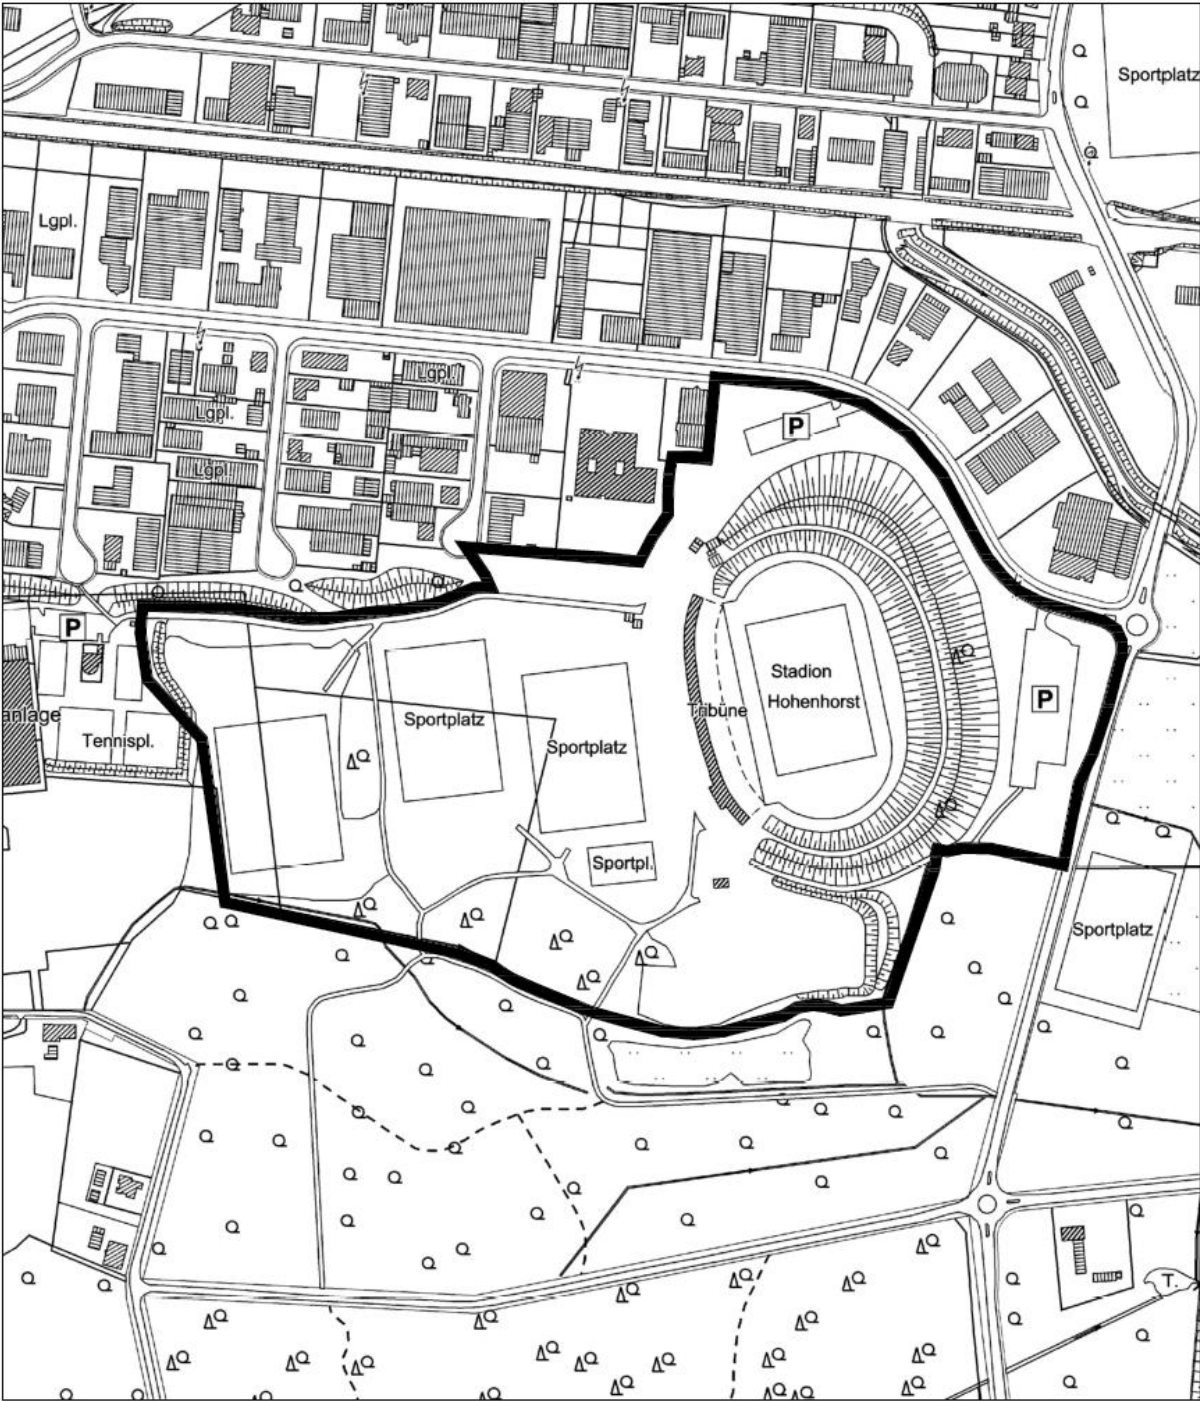 Sportplatz
Lgpl.
Lgpl.
Lgpl.
Lgpl.
P
P
Stadion
Hohenhorst
Tribüne
P
anlage
Tennispl.
Sportplatz
Sportplatz
Sportpl.
Sportplatz
T.